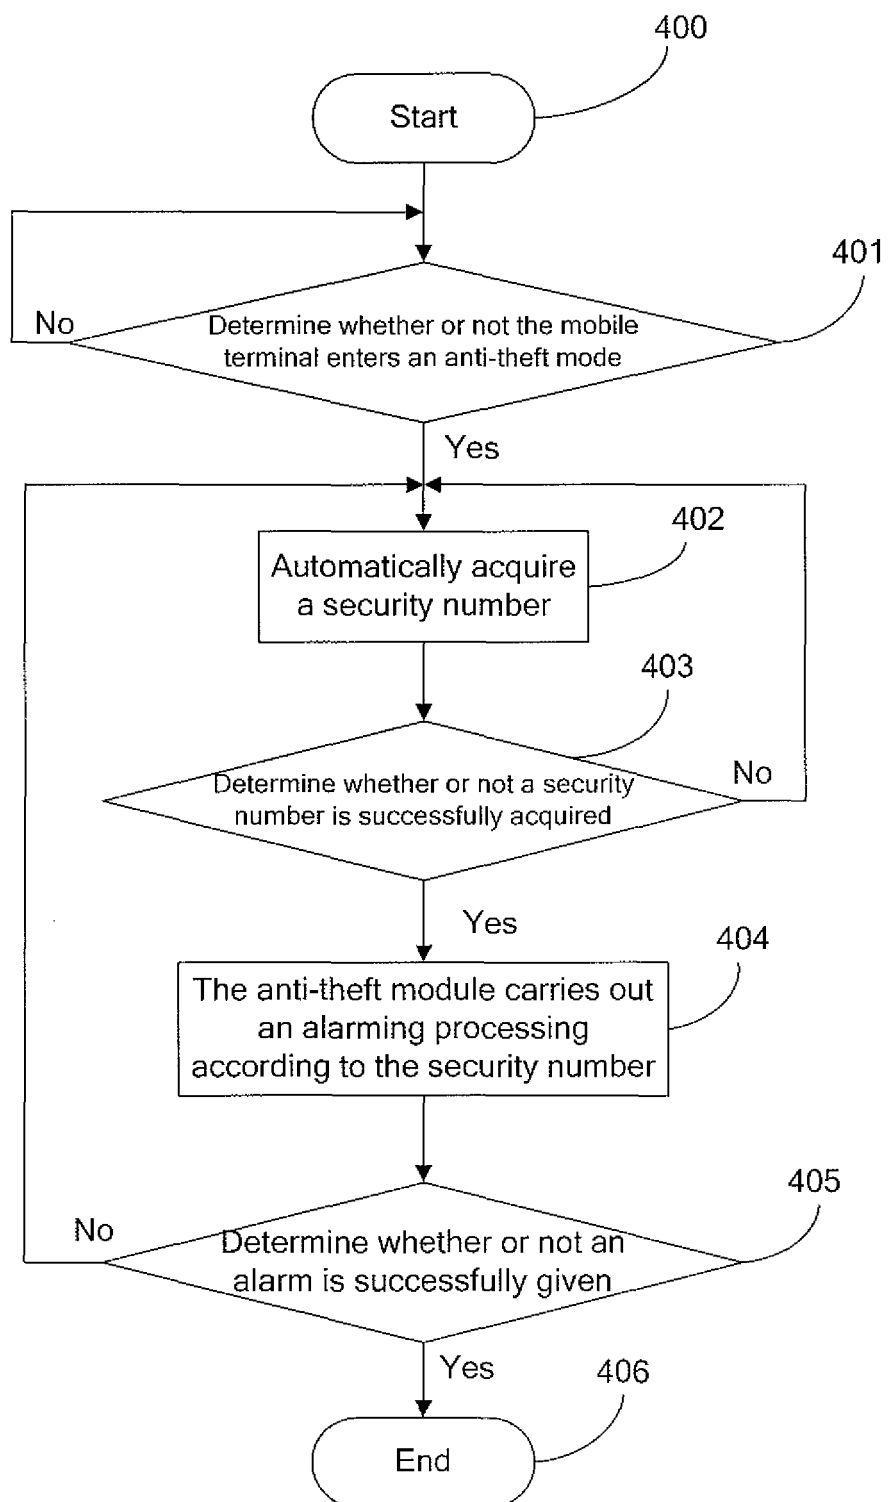 400
Start
401
No
Determine whether or not the mobile
terminal enters an anti-theft mode
Yes
402
Automatically acquire
a security number
403
Determine whether or not a security
number is successfully acquired
No
Yes
404
The anti-theft module carries out
an alarming processing
according to the security number
405
No
Determine whether or not an
alarm is successfully given
Yes
406
End